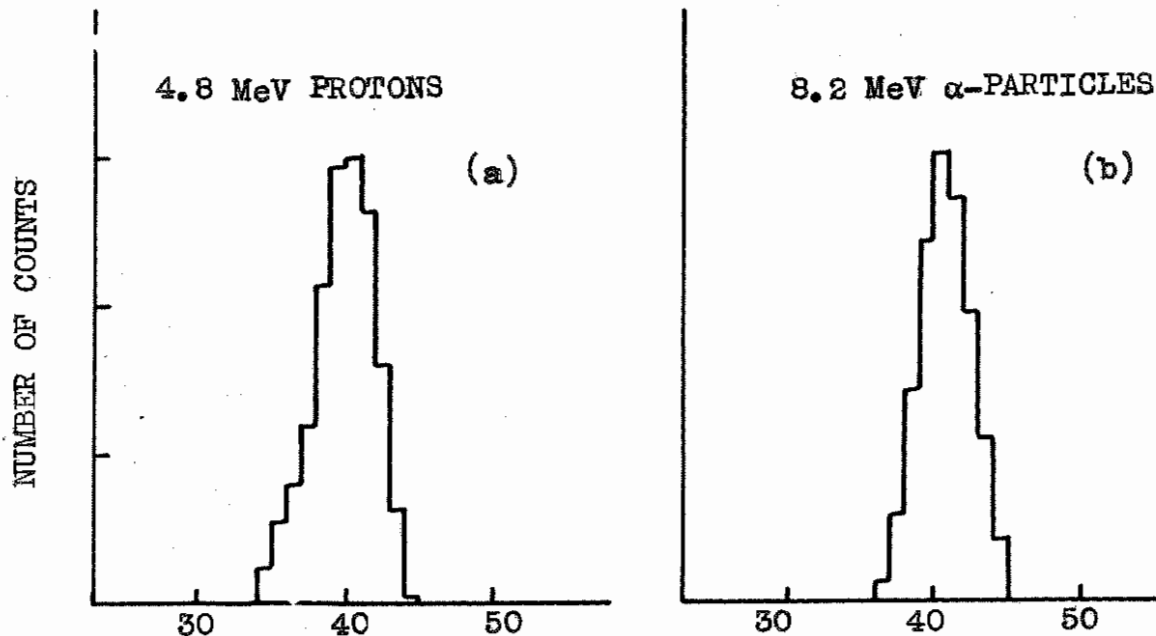 4.8 MeV PROTONS
(a)
NUMBER OF COUNTS
30 40 50
8.2 MeV α-PARTICLES
(b)
30 40 50